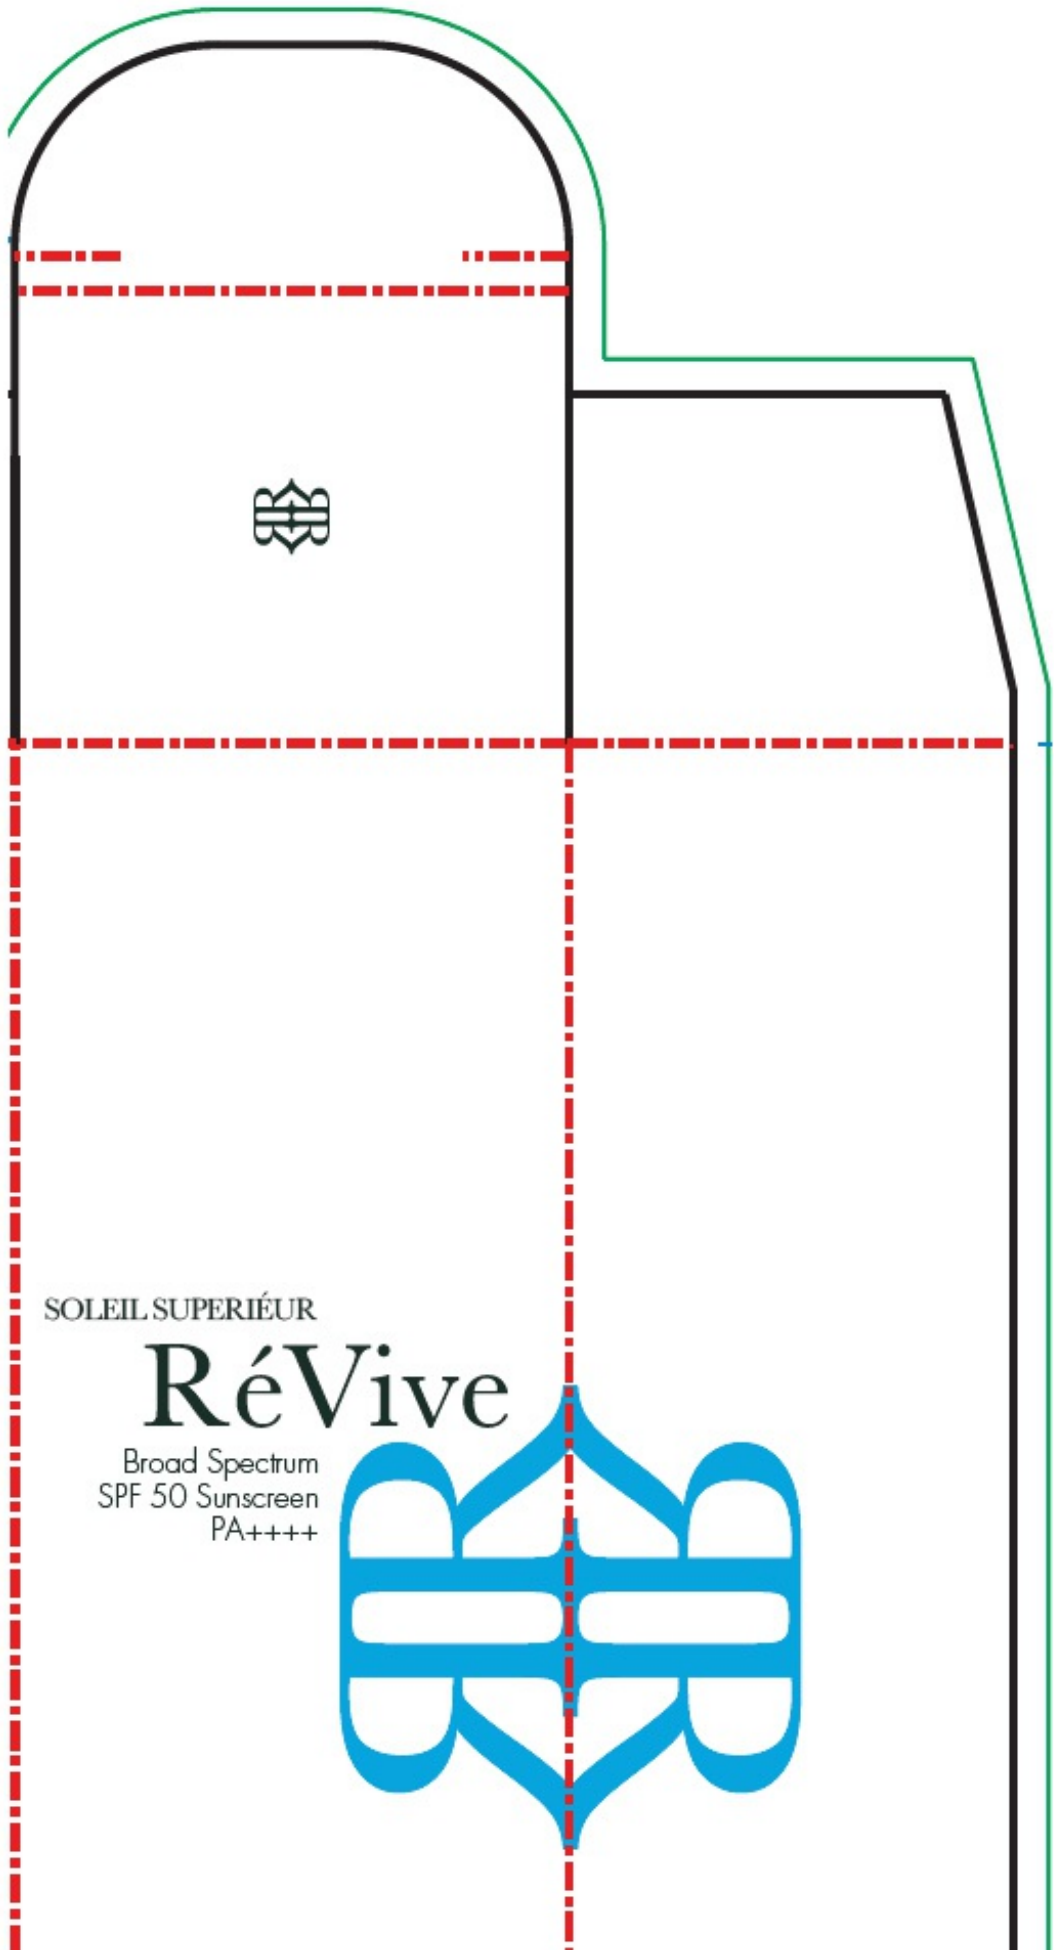 SOLEIL SUPERIÉUR
RéVive
Broad Spectrum
SPF 50 Sunscreen
PA++++